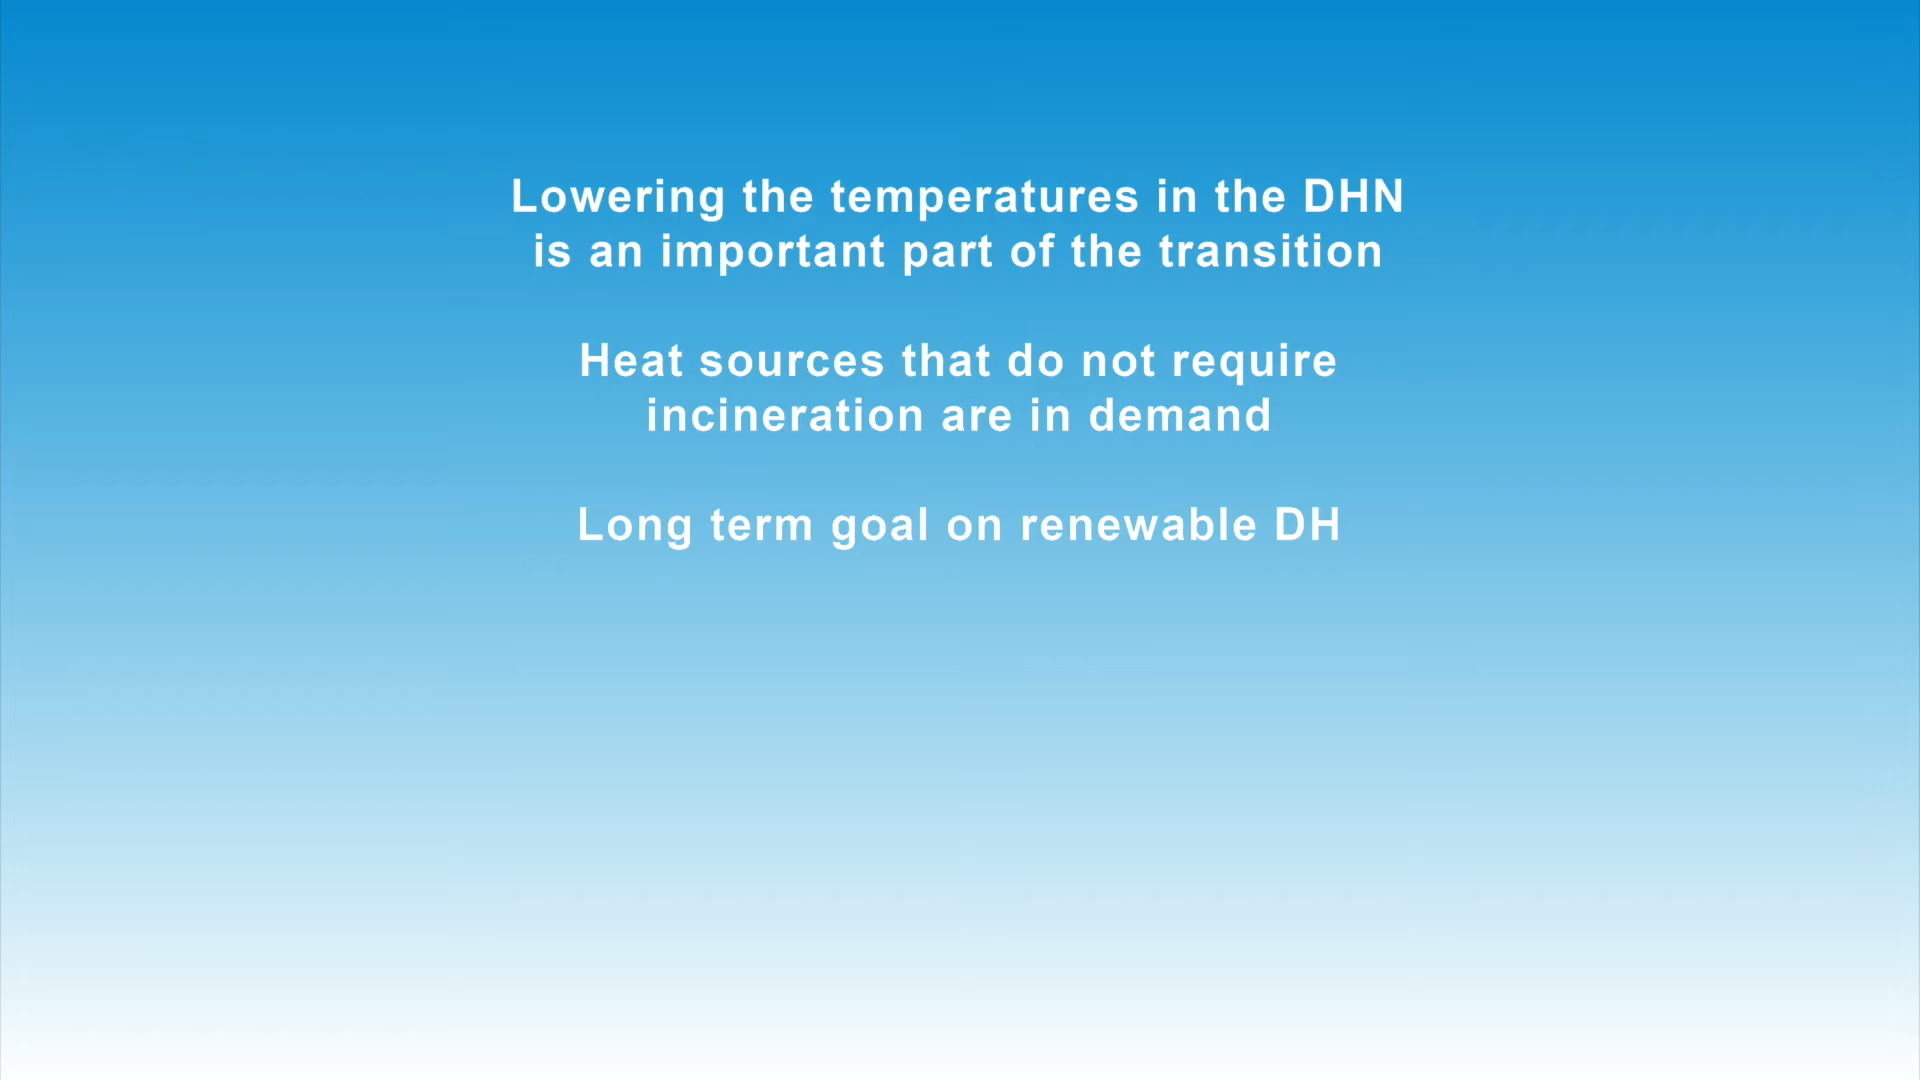 Lowering the temperatures in the DHN
is an important part of the transition
Heat sources that do not require
incineration are in demand
Long term goal on renewable DH